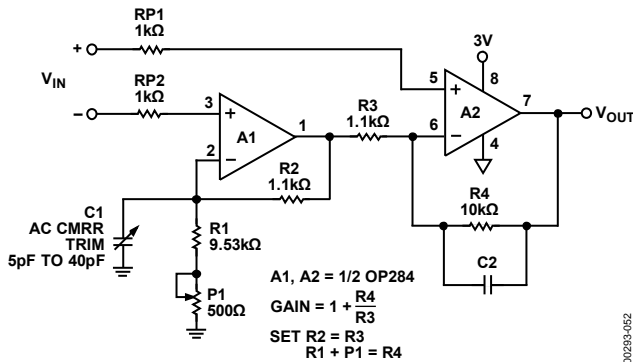 RP1
1kΩ
+
VIN
RP2
1kΩ
–
3
+
A1
1
2
–
R2
1.1kΩ
R3
1.1kΩ
3V
5
+
8
A2
7
VOUT
6
–
4
R4
10kΩ
C2
C1
AC CMRR
TRIM
5pF TO 40pF
R1
9.53kΩ
P1
500Ω
A1, A2 = 1/2 OP284
GAIN = 1 + R4/R3
SET R2 = R3
R1 + P1 = R4
00293-052